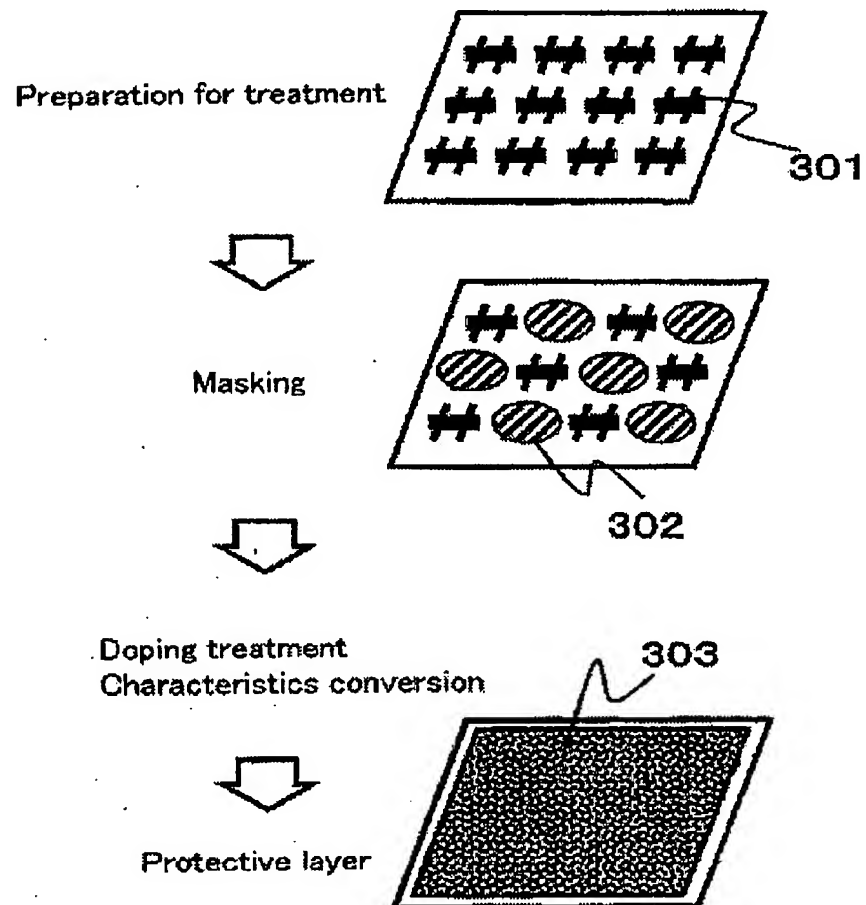 Preparation for treatment
301
Masking
302
Doping treatment
Characteristics conversion
303
Protective layer